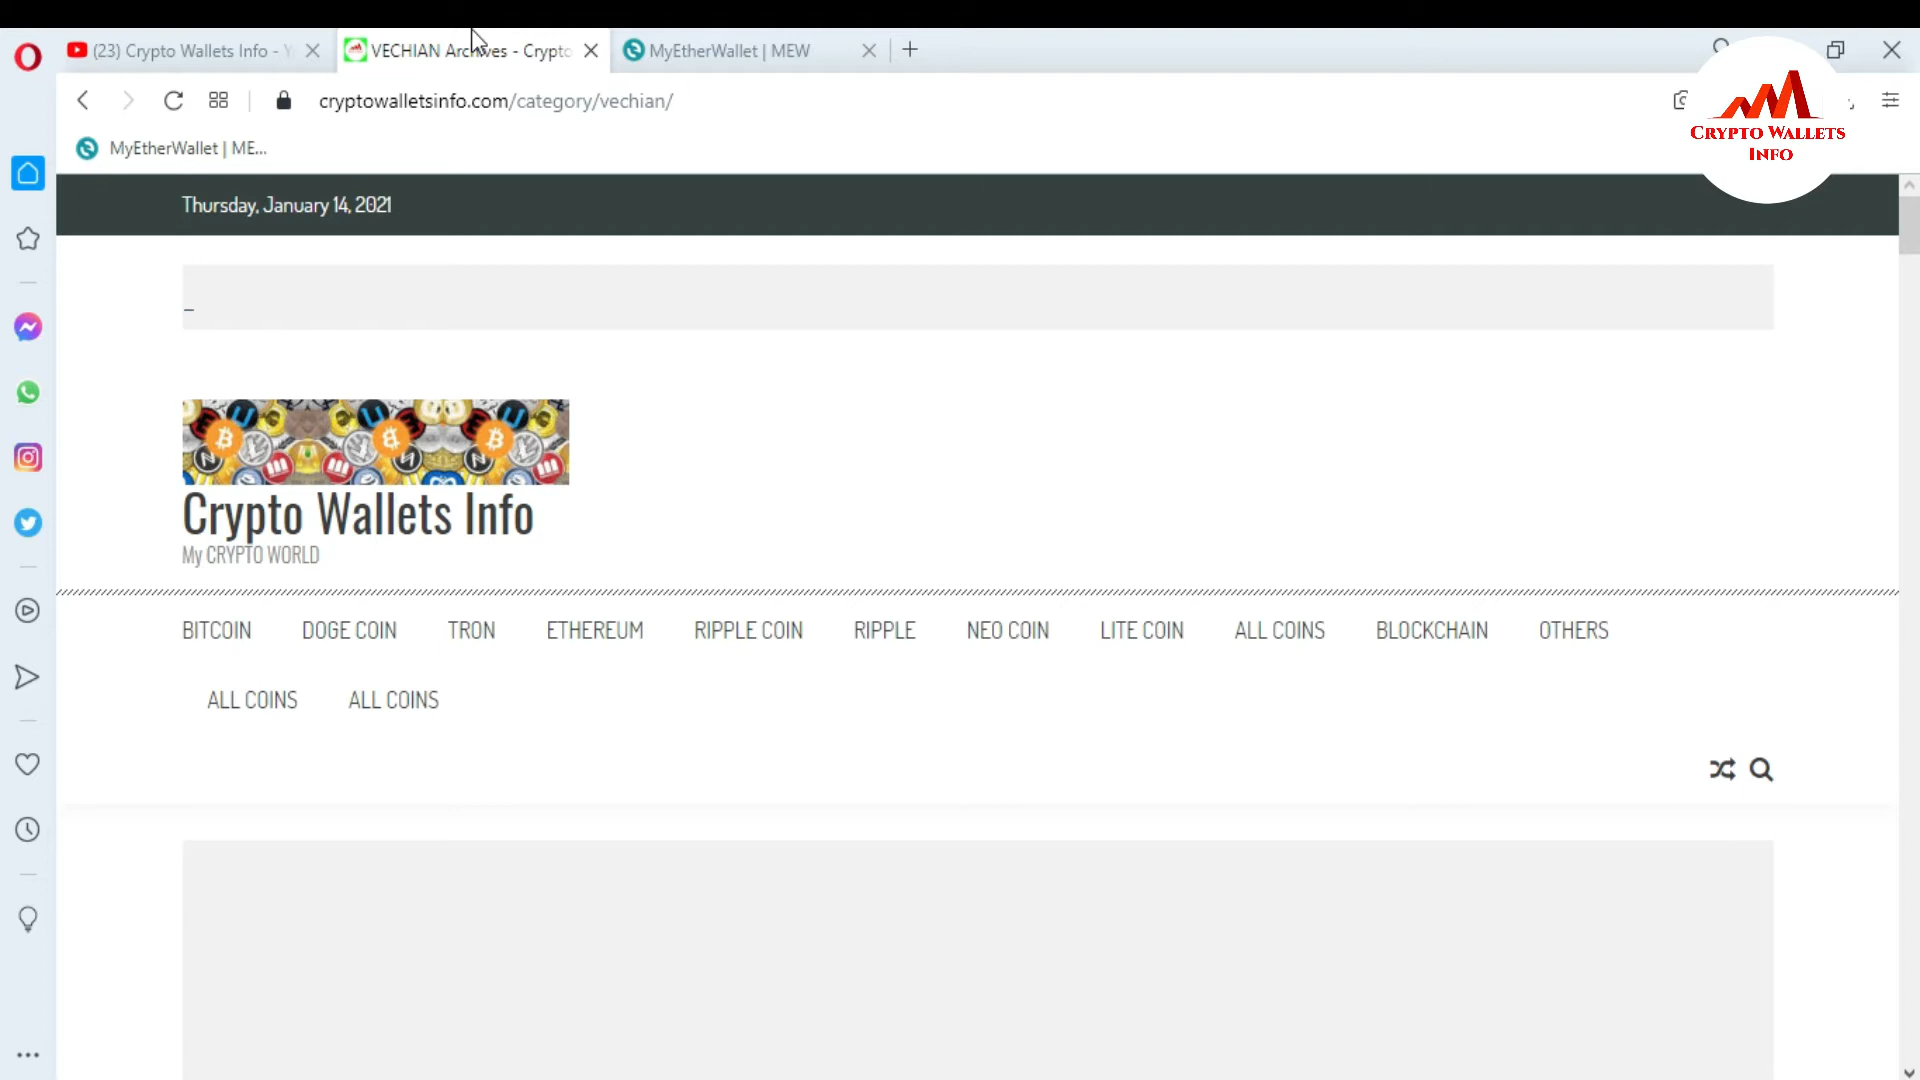 (23) Crypto Wallets Info - Y
VECHIAN Archives - Crypto
MyEtherWallet | MEW
cryptowalletsinfo.com/category/vechian/
MyEtherWallet | ME...
CRYPTO WALLETS
INFO
Thursday, January 14, 2021
Crypto Wallets Info
My CRYPTO WORLD
BITCOIN DOGE COIN TRON ETHEREUM RIPPLE COIN RIPPLE NEO COIN LITE COIN ALL COINS BLOCKCHAIN OTHERS
ALL COINS ALL COINS